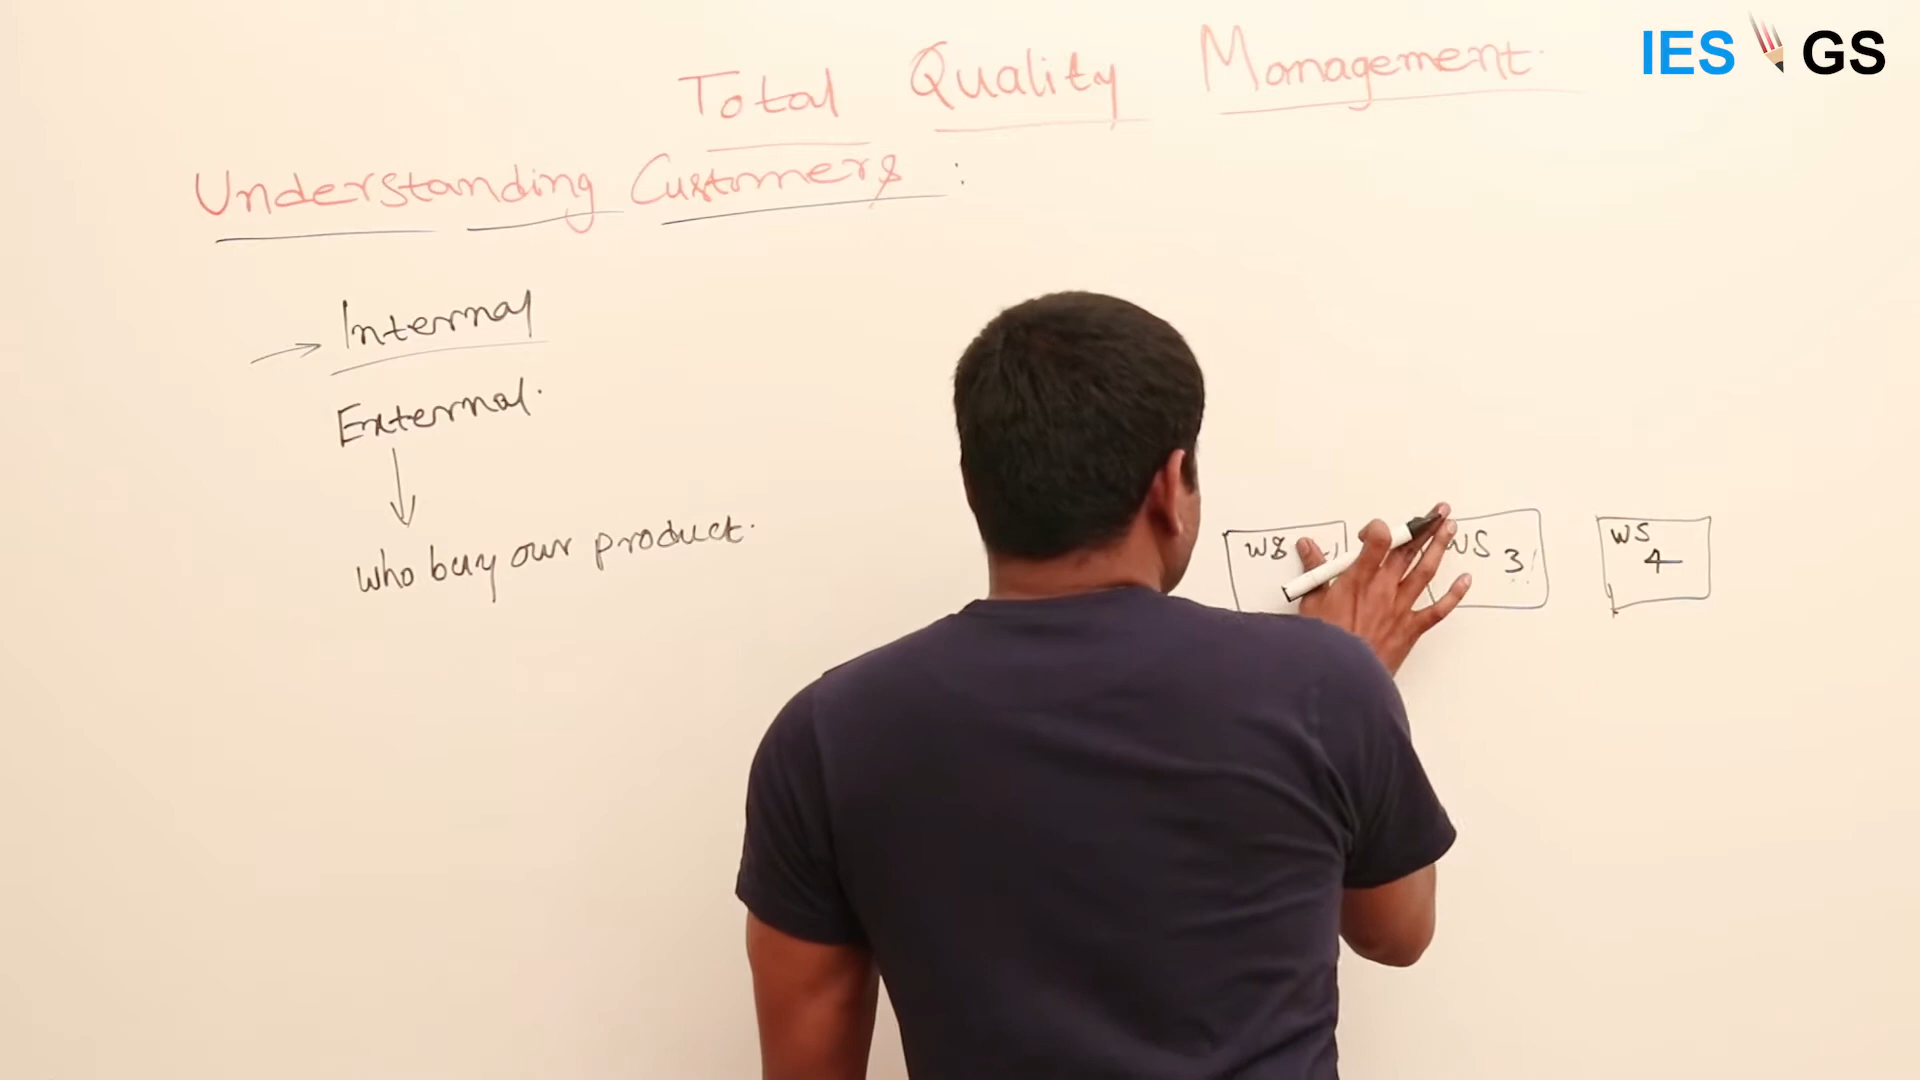 IES GS
Total Quality Management.
Understanding Customers :
→ Internal
External.
who buy our product.
WS
WS 3
WS 4